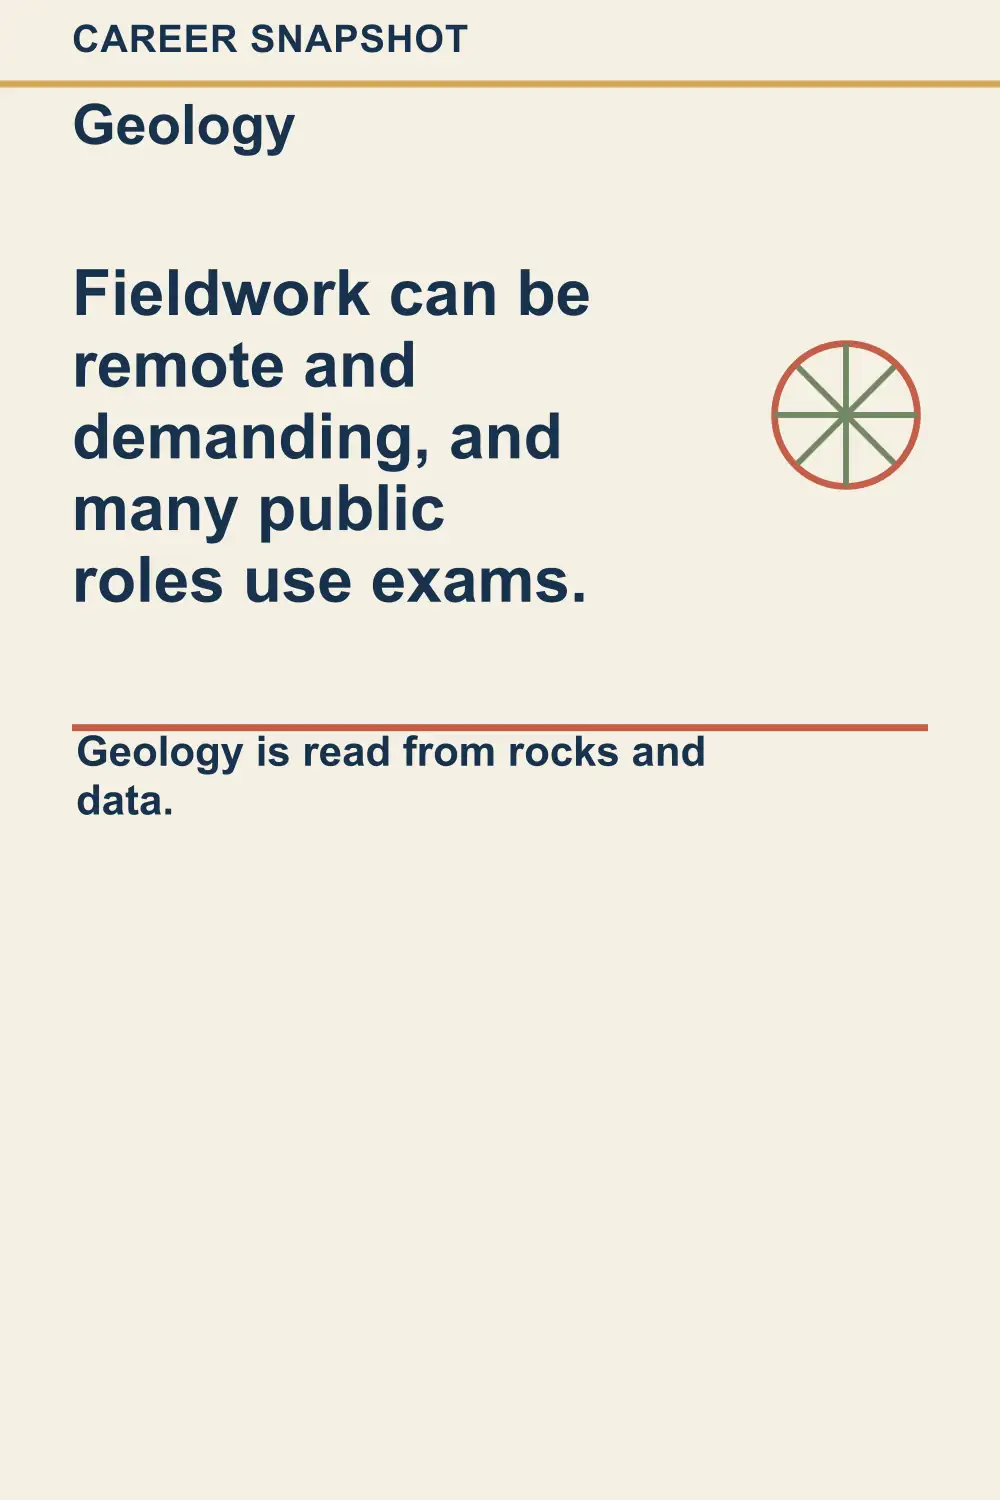 CAREER SNAPSHOT
Geology
Fieldwork can be
remote and
demanding, and
many public
roles use exams.
Geology is read from rocks and
data.